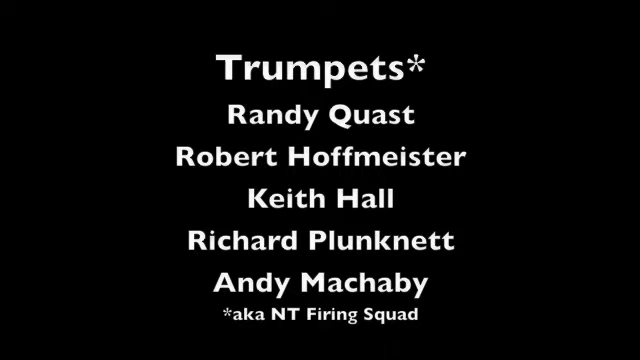 Trumpets*
Randy Quast
Robert Hoffmeister
Keith Hall
Richard Plunknett
Andy Machaby
*aka NT Firing Squad